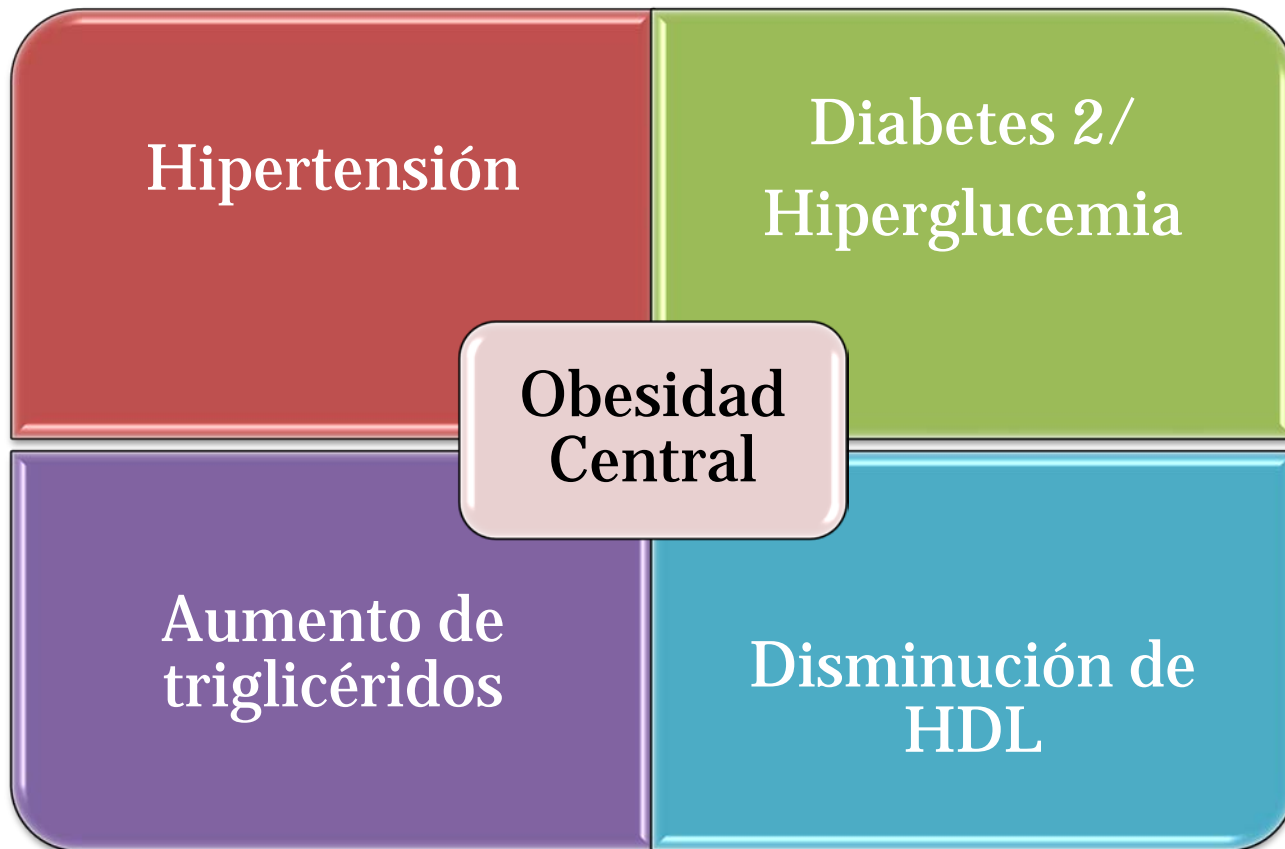 Hipertensión
Diabetes 2/
Hiperglucemia
Obesidad
Central
Aumento de
triglicéridos
Disminución de
HDL